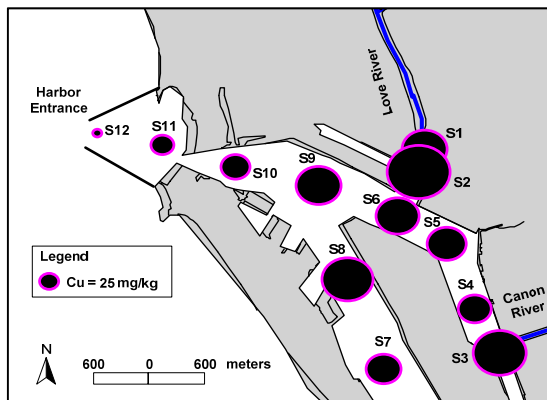 Harbor
Entrance
Love River
S12
S11
S1
S10
S9
S2
S6
S5
S8
S4
Canon
River
S3
S7
Legend
Cu = 25 mg/kg
N
600 0 600 meters